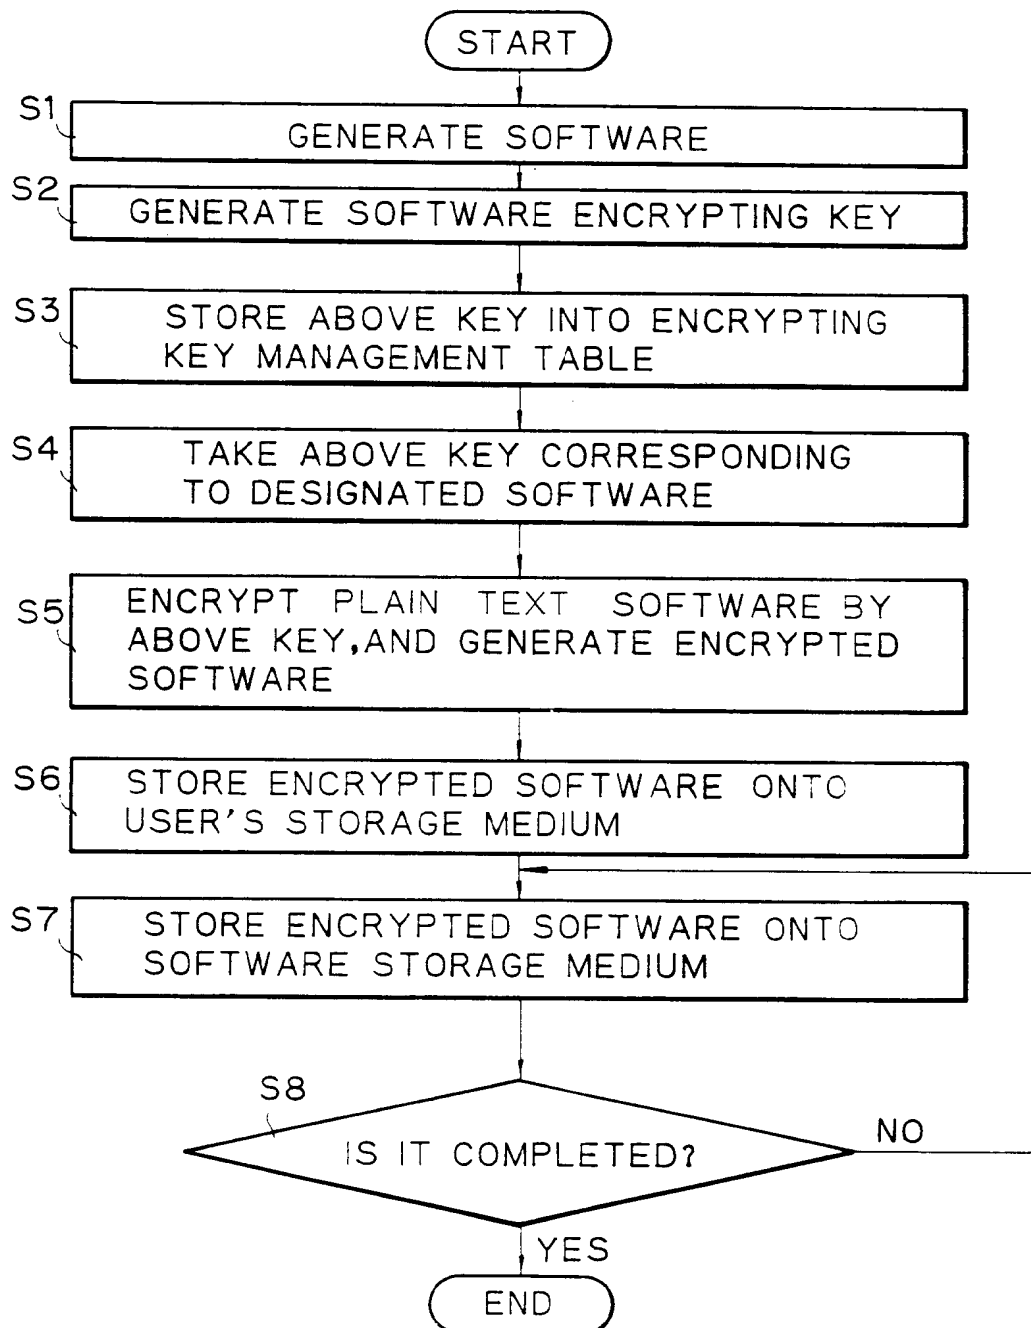 START
S1
GENERATE SOFTWARE
S2
GENERATE SOFTWARE ENCRYPTING KEY
S3
STORE ABOVE KEY INTO ENCRYPTING
KEY MANAGEMENT TABLE
S4
TAKE ABOVE KEY CORRESPONDING
TO DESIGNATED SOFTWARE
S5
ENCRYPT PLAIN TEXT SOFTWARE BY
ABOVE KEY, AND GENERATE ENCRYPTED
SOFTWARE
S6
STORE ENCRYPTED SOFTWARE ONTO
USER'S STORAGE MEDIUM
S7
STORE ENCRYPTED SOFTWARE ONTO
SOFTWARE STORAGE MEDIUM
S8
IS IT COMPLETED?
NO
YES
END